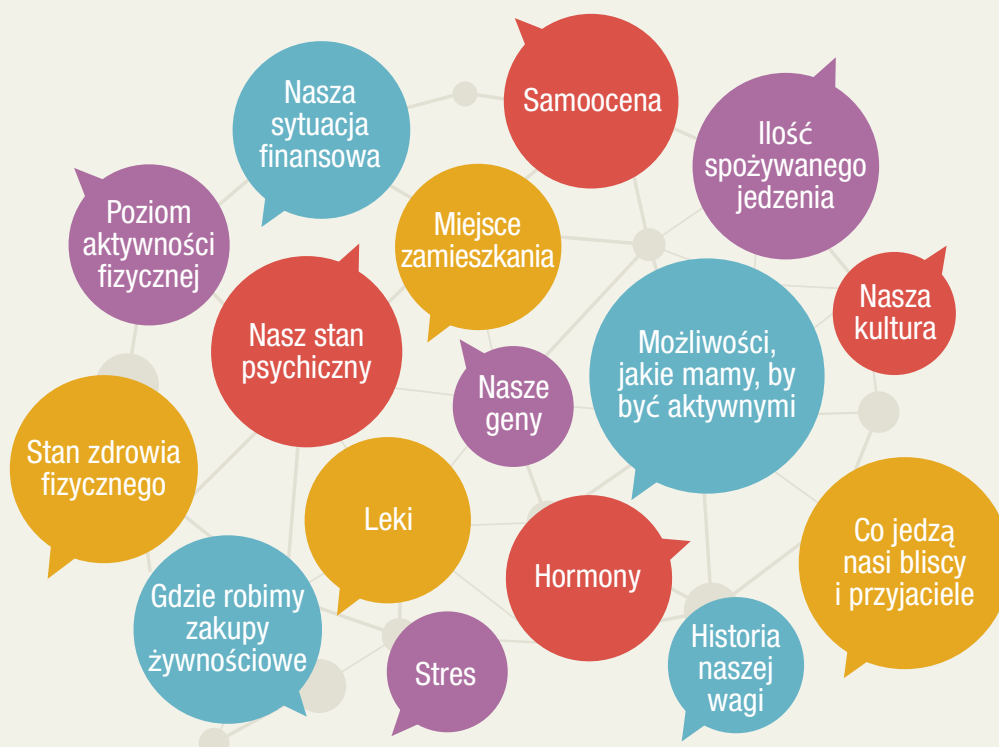 Nasza
sytuacja
finansowa
Samoocena
Ilość
spożywanego
jedzenia
Poziom
aktywności
fizycznej
Miejsce
zamieszkania
Nasza
kultura
Nasz stan
psychiczny
Możliwości,
jakie mamy, by
być aktywnymi
Nasze
geny
Stan zdrowia
fizycznego
Leki
Co jedzą
nasi bliscy
i przyjaciele
Hormony
Gdzie robimy
zakupy
żywnościowe
Stres
Historia
naszej
wagi